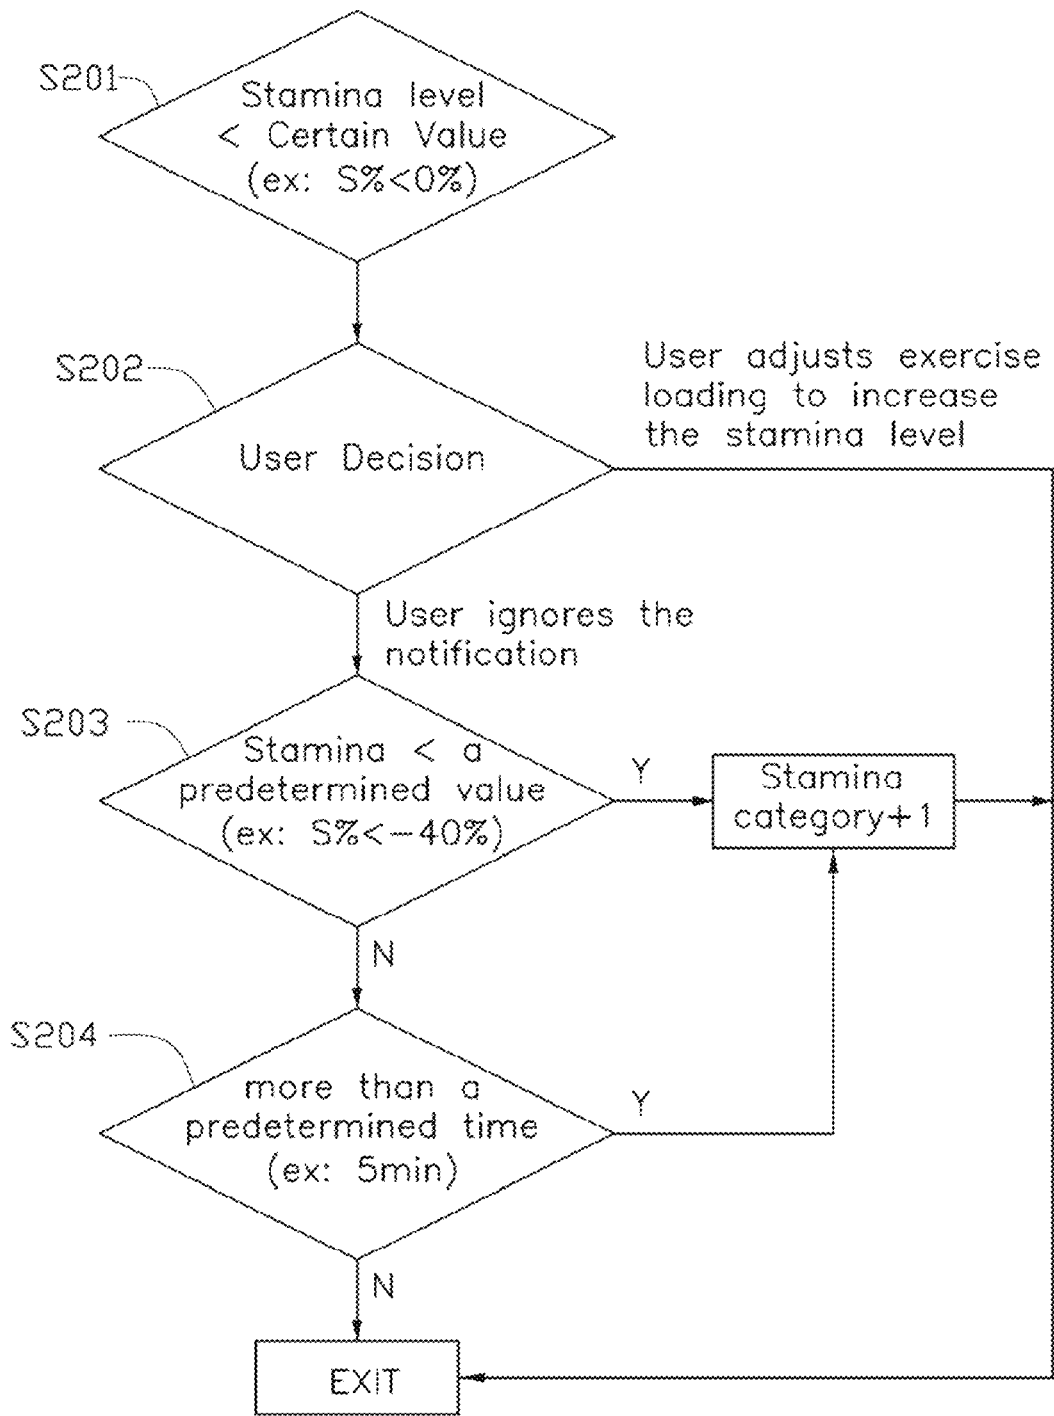 S201
Stamina level
< Certain Value
(ex: S%<0%)
S202
User Decision
User adjusts exercise
loading to increase
the stamina level
User ignores the
notification
S203
Stamina < a
predetermined value
(ex: S%<-40%)
Y
Stamina
category+1
N
S204
more than a
predetermined time
(ex: 5min)
Y
N
EXIT